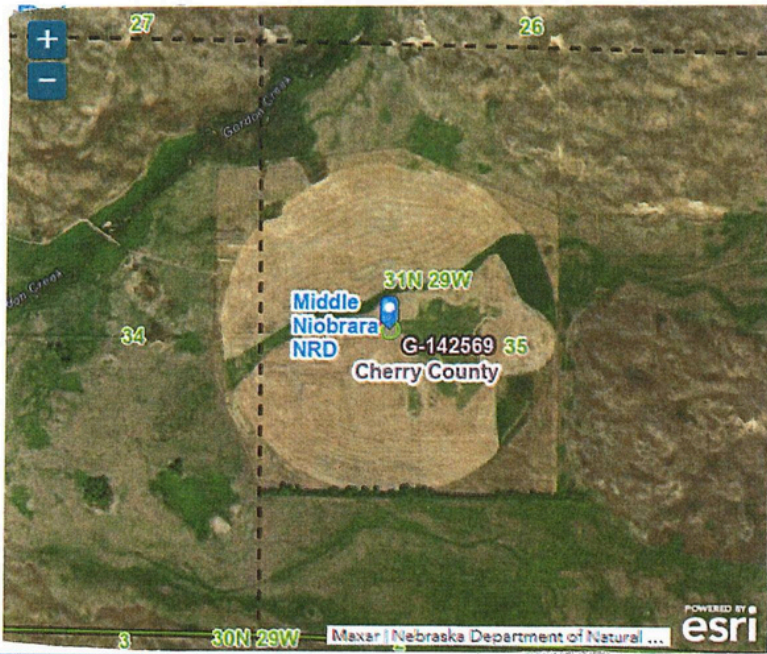 +
27
26
−
Gordon Creek
31N 29W
Middle
Niobrara
NRD
34
G-142569
35
Cherry County
don Creek
3
30N 29W
Maxar | Nebraska Department of Natural ...
POWERED BY
esri